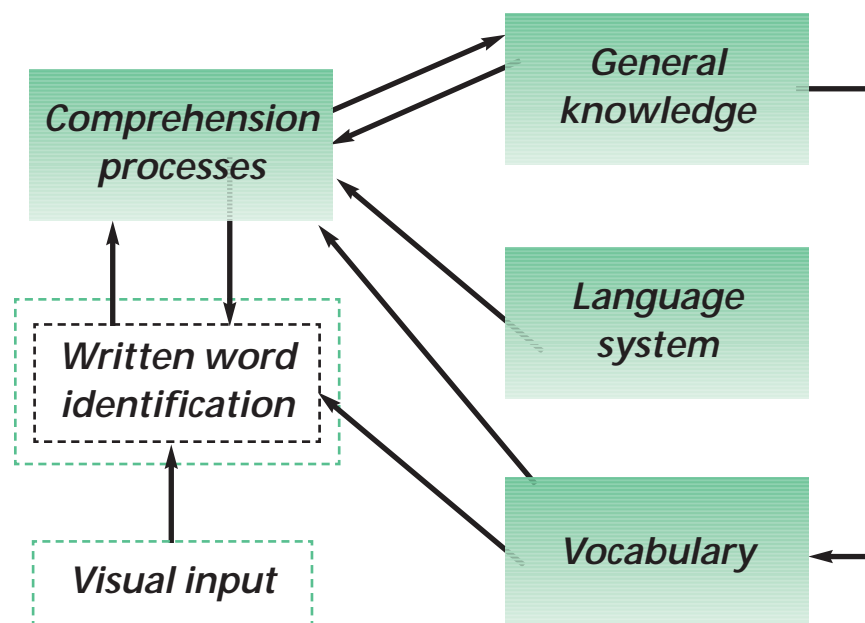 General
knowledge
Comprehension
processes
Language
system
Written word
identification
Vocabulary
Visual input